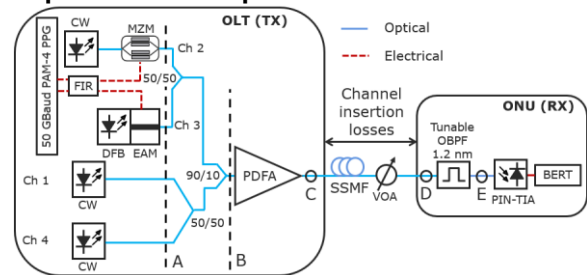 CW
MZM
OLT (TX)
Optical
Electrical
Ch 2
50 GBaud PAM-4 PPG
FIR
50/50
Ch 3
DFB
EAM
Channel
insertion
losses
ONU (RX)
Tunable
OBPF
1.2 nm
Ch 1
90/10
PDFA
BERT
CW
C
SSMF
VOA
D
E
PIN-TIA
50/50
Ch 4
CW
A
B